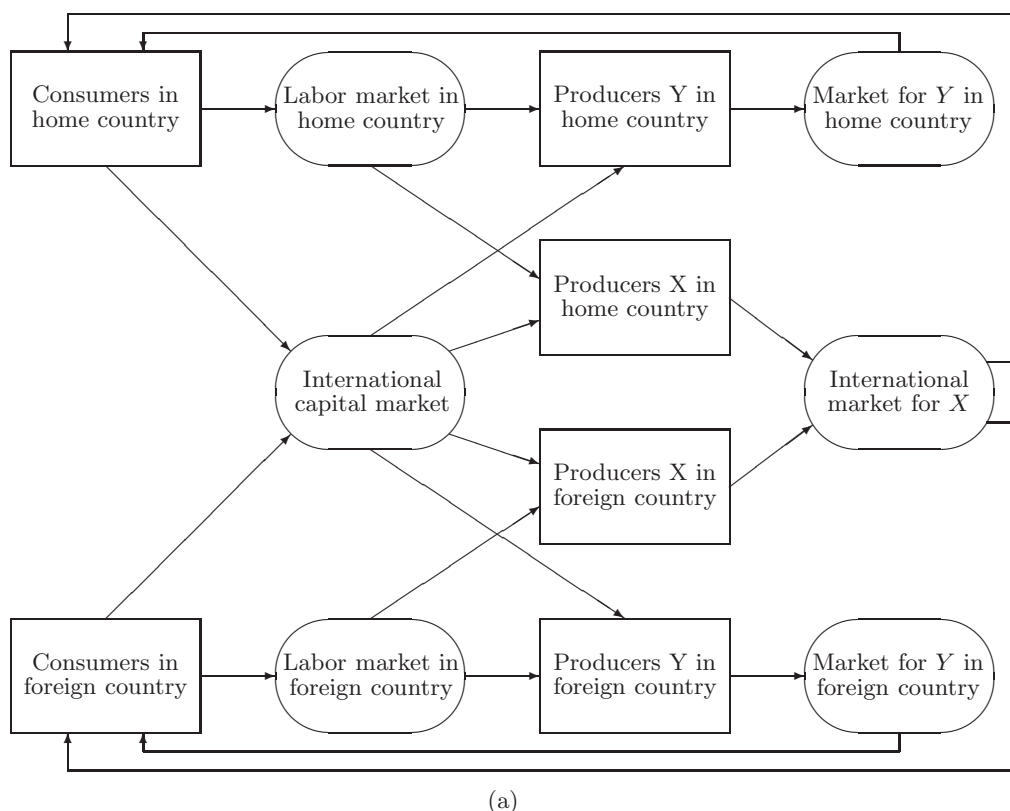 Consumers in
home country
Labor market in
home country
Producers Y in
home country
Market for Y in
home country
Producers X in
home country
International
capital market
International
market for X
Producers X in
foreign country
Consumers in
foreign country
Labor market in
foreign country
Producers Y in
foreign country
Market for Y in
foreign country
(a)